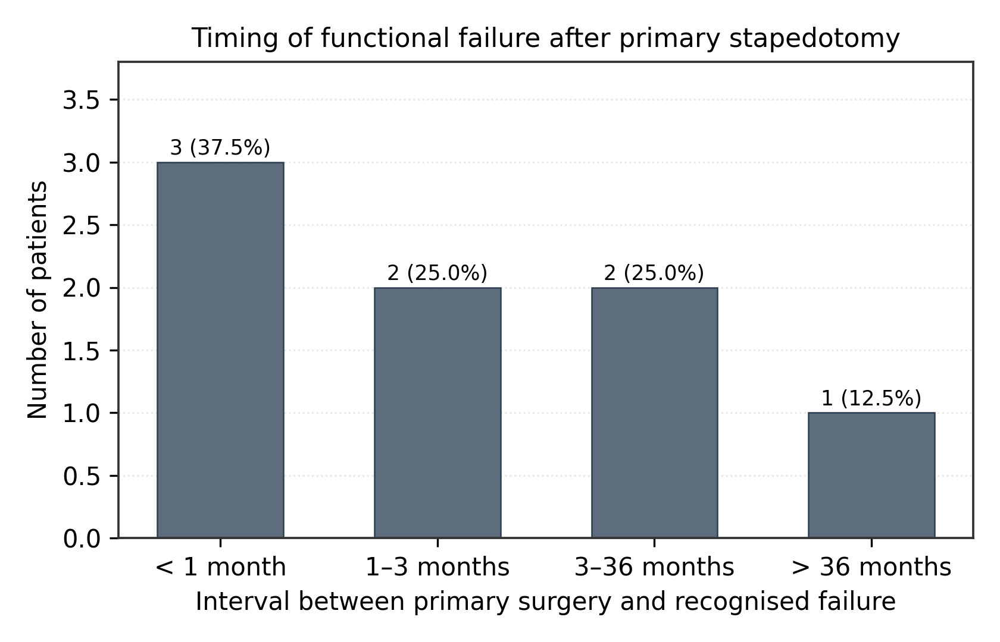 Timing of functional failure after primary stapedotomy
Number of patients
3.5
3.0
2.5
2.0
1.5
1.0
0.5
0.0
3 (37.5%)
2 (25.0%)
2 (25.0%)
1 (12.5%)
< 1 month
1–3 months
3–36 months
> 36 months
Interval between primary surgery and recognised failure